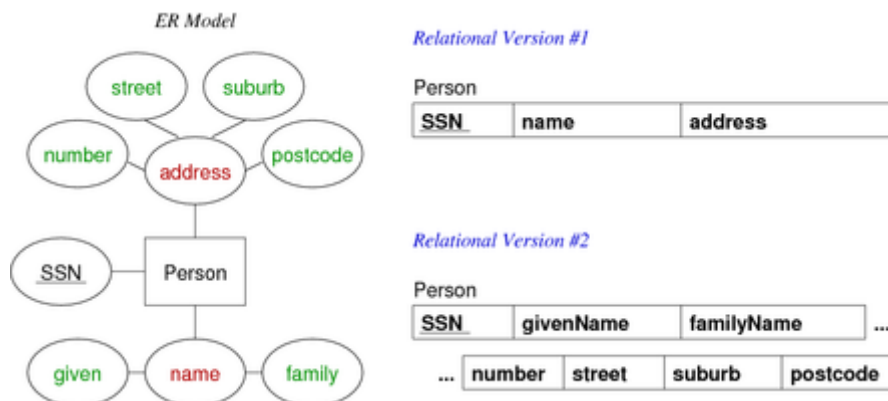 ER Model
street
suburb
number
postcode
address
SSN
Person
given
name
family
Relational Version #1
Person
SSN name address
Relational Version #2
Person
SSN givenName familyName ...
... number street suburb postcode